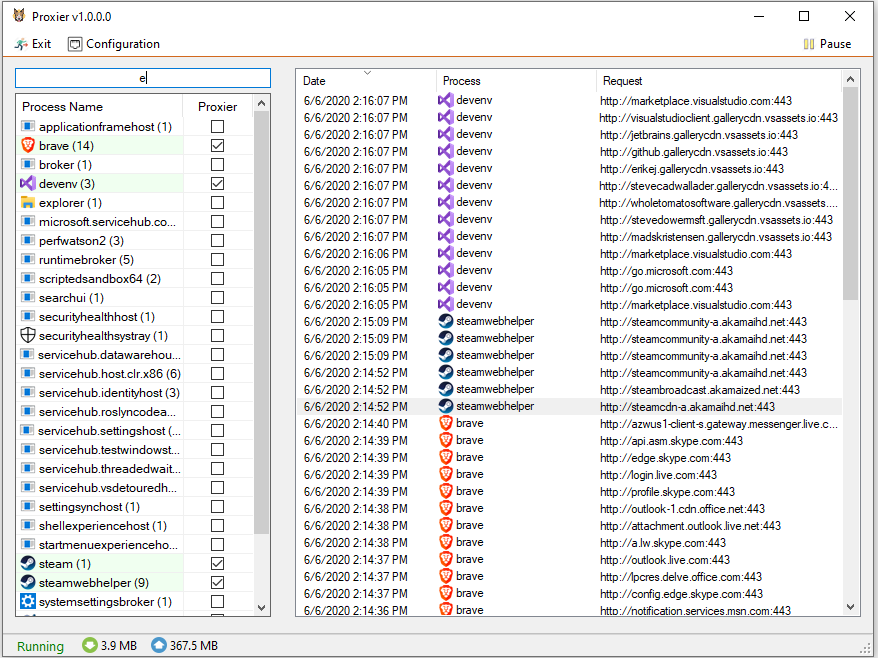 Proxier v1.0.0.0
Exit Configuration Pause
e
Process Name Proxier
applicationframehost (1)
brave (14)
broker (1)
devenv (3)
explorer (1)
microsoft.servicehub.co...
perfwatson2 (3)
runtimebroker (5)
scriptedsandbox64 (2)
searchui (1)
securityhealthhost (1)
securityhealthsystray (1)
servicehub.datawarehou...
servicehub.host.clr.x86 (6)
servicehub.identityhost (3)
servicehub.roslyncodea...
servicehub.settingshost (...
servicehub.testwindowst...
servicehub.threadedwait...
servicehub.vsdetouredh...
settingsynchost (1)
shellexperiencehost (1)
startmenuexperienceho...
steam (1)
steamwebhelper (9)
systemsettingsbroker (1)
Date Process Request
6/6/2020 2:16:07 PM devenv http://marketplace.visualstudio.com:443
6/6/2020 2:16:07 PM devenv http://visualstudioclient.gallerycdn.vsassets.io:443
6/6/2020 2:16:07 PM devenv http://jetbrains.gallerycdn.vsassets.io:443
6/6/2020 2:16:07 PM devenv http://github.gallerycdn.vsassets.io:443
6/6/2020 2:16:07 PM devenv http://erikej.gallerycdn.vsassets.io:443
6/6/2020 2:16:07 PM devenv http://stevecadwallader.gallerycdn.vsassets.io:4...
6/6/2020 2:16:07 PM devenv http://wholetomatosoftware.gallerycdn.vsassets....
6/6/2020 2:16:07 PM devenv http://stevedowermsft.gallerycdn.vsassets.io:443
6/6/2020 2:16:07 PM devenv http://madskristensen.gallerycdn.vsassets.io:443
6/6/2020 2:16:06 PM devenv http://marketplace.visualstudio.com:443
6/6/2020 2:16:05 PM devenv http://go.microsoft.com:443
6/6/2020 2:16:05 PM devenv http://go.microsoft.com:443
6/6/2020 2:16:05 PM devenv http://marketplace.visualstudio.com:443
6/6/2020 2:15:09 PM steamwebhelper http://steamcommunity-a.akamaihd.net:443
6/6/2020 2:15:09 PM steamwebhelper http://steamcommunity-a.akamaihd.net:443
6/6/2020 2:15:09 PM steamwebhelper http://steamcommunity-a.akamaihd.net:443
6/6/2020 2:14:52 PM steamwebhelper http://steamcommunity-a.akamaihd.net:443
6/6/2020 2:14:52 PM steamwebhelper http://steambroadcast.akamaized.net:443
6/6/2020 2:14:52 PM steamwebhelper http://steamcdn-a.akamaihd.net:443
6/6/2020 2:14:40 PM brave http://azwus1-client-s.gateway.messenger.live.c...
6/6/2020 2:14:39 PM brave http://api.asm.skype.com:443
6/6/2020 2:14:39 PM brave http://edge.skype.com:443
6/6/2020 2:14:39 PM brave http://login.live.com:443
6/6/2020 2:14:39 PM brave http://profile.skype.com:443
6/6/2020 2:14:38 PM brave http://outlook-1.cdn.office.net:443
6/6/2020 2:14:38 PM brave http://attachment.outlook.live.net:443
6/6/2020 2:14:38 PM brave http://a.lw.skype.com:443
6/6/2020 2:14:37 PM brave http://outlook.live.com:443
6/6/2020 2:14:37 PM brave http://lpcres.delve.office.com:443
6/6/2020 2:14:37 PM brave http://config.edge.skype.com:443
6/6/2020 2:14:36 PM brave http://notification.services.msn.com:443
Running 3.9 MB 367.5 MB